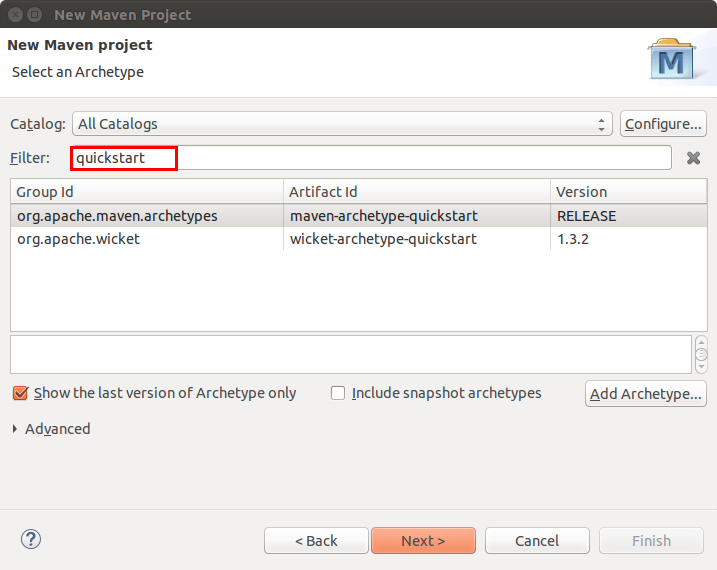 New Maven Project
New Maven project
Select an Archetype
M
Catalog: All Catalogs Configure...
Filter: quickstart
Group Id Artifact Id Version
org.apache.maven.archetypes maven-archetype-quickstart RELEASE
org.apache.wicket wicket-archetype-quickstart 1.3.2
Show the last version of Archetype only Include snapshot archetypes Add Archetype...
Advanced
? < Back Next > Cancel Finish